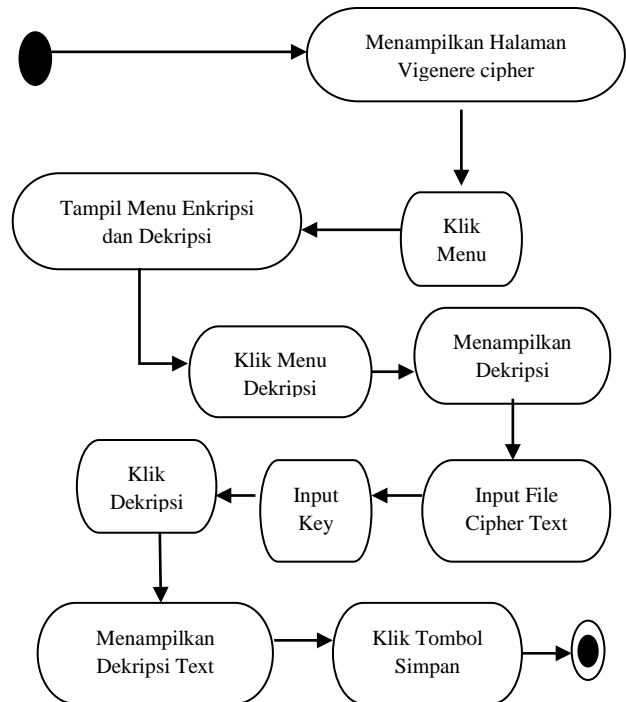 Menampilkan Halaman
Vigenere cipher
Klik
Menu
Tampil Menu Enkripsi
dan Dekripsi
Klik Menu
Dekripsi
Menampilkan
Dekripsi
Input File
Cipher Text
Input
Key
Klik
Dekripsi
Menampilkan
Dekripsi Text
Klik Tombol
Simpan